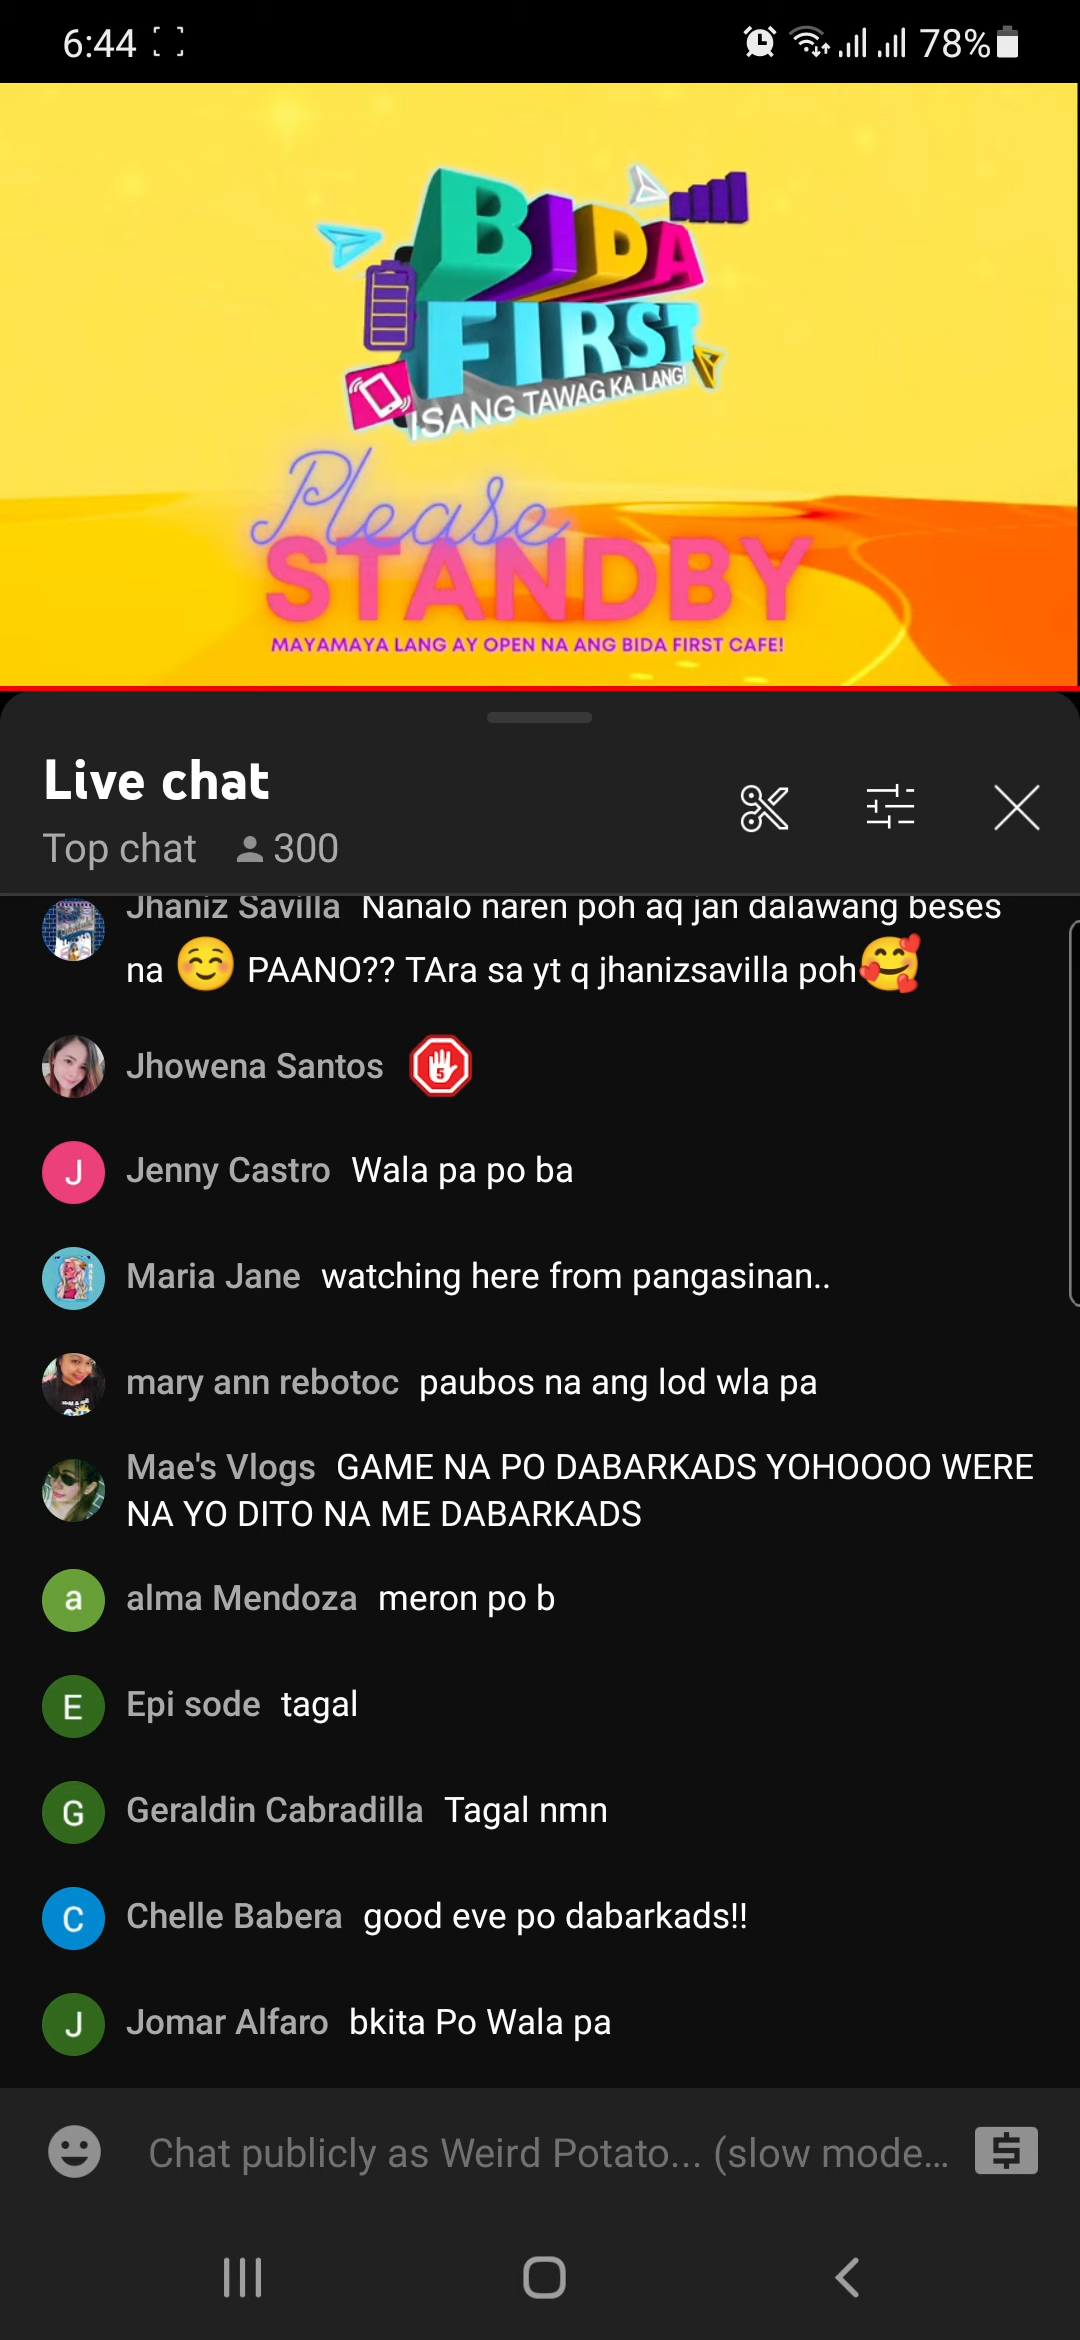 6:44
78%
BIDA
FIRST
ISANG TAWAG KA LANG!
Please
STANDBY
MAYAMAYA LANG AY OPEN NA ANG BIDA FIRST CAFE!
Live chat
Top chat 300
Jhaniz Savilla Nanalo naren poh aq jan dalawang beses
na ☺️ PAANO?? TAra sa yt q jhanizsavilla poh🥰
Jhowena Santos 5
J Jenny Castro Wala pa po ba
Maria Jane watching here from pangasinan..
mary ann rebotoc paubos na ang lod wla pa
Mae's Vlogs GAME NA PO DABARKADS YOHOOOO WERE
NA YO DITO NA ME DABARKADS
a alma Mendoza meron po b
E Epi sode tagal
G Geraldin Cabradilla Tagal nmn
C Chelle Babera good eve po dabarkads!!
J Jomar Alfaro bkita Po Wala pa
Chat publicly as Weird Potato... (slow mode... $